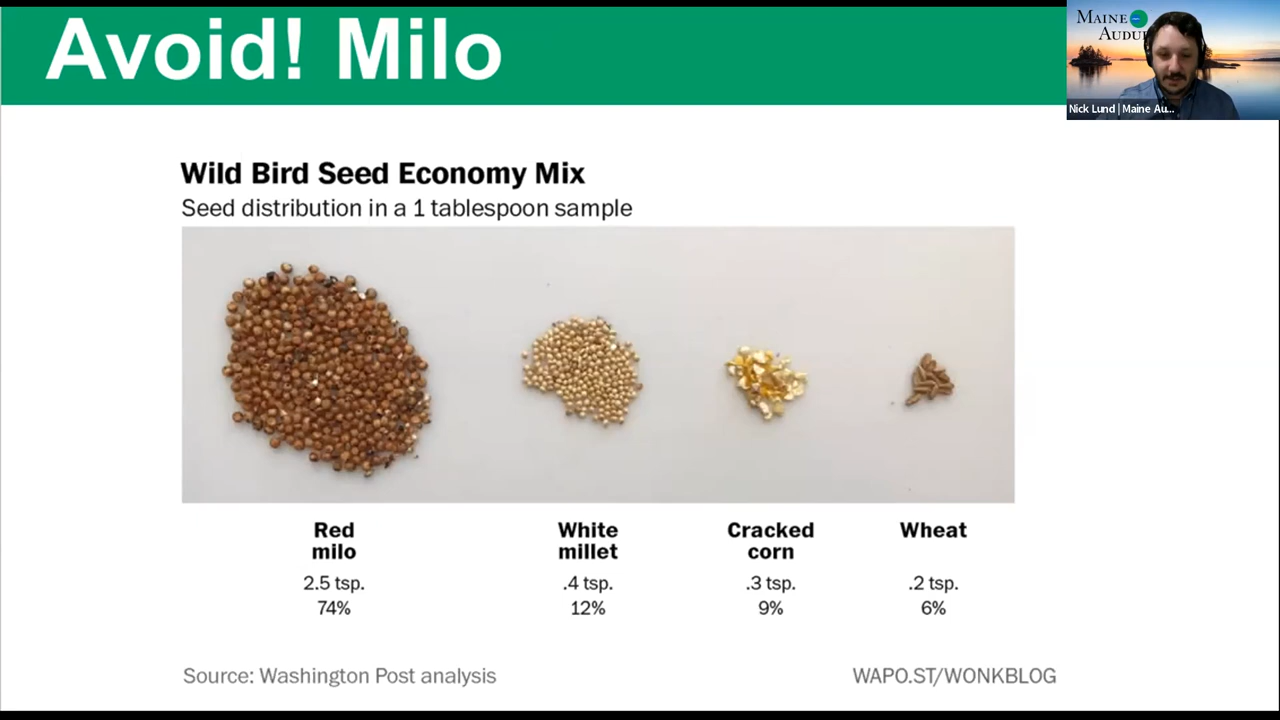 Avoid! Milo
MAINE
AUDU
Nick Lund | Maine Au...
Wild Bird Seed Economy Mix
Seed distribution in a 1 tablespoon sample
Red milo
2.5 tsp.
74%
White millet
.4 tsp.
12%
Cracked corn
.3 tsp.
9%
Wheat
.2 tsp.
6%
Source: Washington Post analysis
WAPO.ST/WONKBLOG